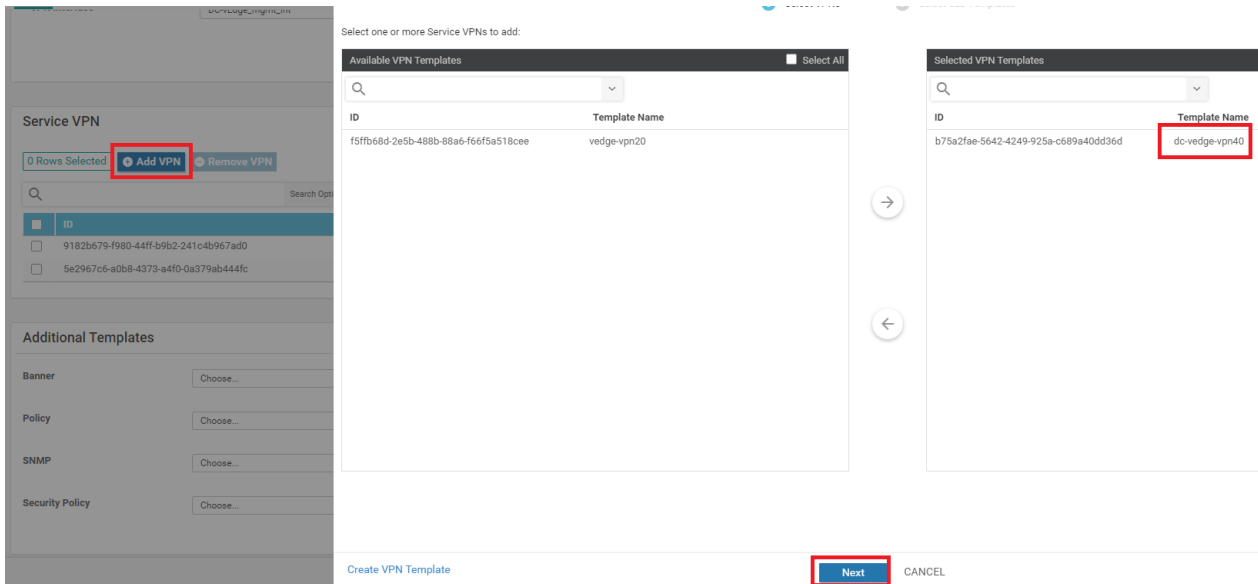 Select one or more Service VPNs to add:
Available VPN Templates
Select All
ID
Template Name
f5ffb68d-2e5b-488b-88a6-f66f5a518cee
vedge-vpn20
Selected VPN Templates
ID
Template Name
b75a2fae-5642-4249-925a-c689a40dd36d
dc-vedge-vpn40
Service VPN
0 Rows Selected
Add VPN
Remove VPN
Search Opti
ID
9182b679-f980-44ff-b9b2-241c4b967ad0
5e2967c6-a0b8-4373-a4f0-0a379ab444fc
Additional Templates
Banner
Choose...
Policy
Choose...
SNMP
Choose...
Security Policy
Choose...
Create VPN Template
Next
CANCEL